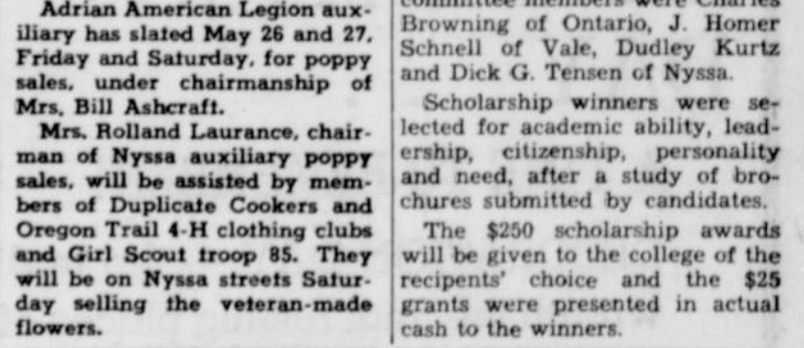 Adrian American Legion aux-
iliary has slated May 26 and 27,
Friday and Saturday, for poppy
sales, under chairmanship of
Mrs. Bill Ashcraft.
Mrs. Rolland Laurance, chair-
man of Nyssa auxiliary poppy
sales, will be assisted by mem-
bers of Duplicate Cookers and
Oregon Trail 4-H clothing clubs
and Girl Scout troop 85. They
will be on Nyssa streets Satur-
day selling the veteran-made
flowers.
committee members were Charles
Browning of Ontario, J. Homer
Schnell of Vale, Dudley Kurtz
and Dick G. Tensen of Nyssa.
Scholarship winners were se-
lected for academic ability, lead-
ership, citizenship, personality
and need, after a study of bro-
chures submitted by candidates.
The $250 scholarship awards
will be given to the college of the
recipents' choice and the $25
grants were presented in actual
cash to the winners.